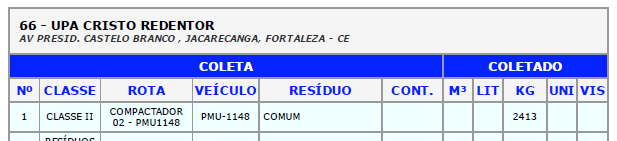 66 - UPA CRISTO REDENTOR
AV PRESID. CASTELO BRANCO , JACARECANGA, FORTALEZA - CE
COLETA COLETADO
Nº CLASSE ROTA VEÍCULO RESÍDUO CONT. M³ LIT KG UNI VIS
1 CLASSE II COMPACTADOR 02 - PMU1148 PMU-1148 COMUM 2413
RESÍDUOS